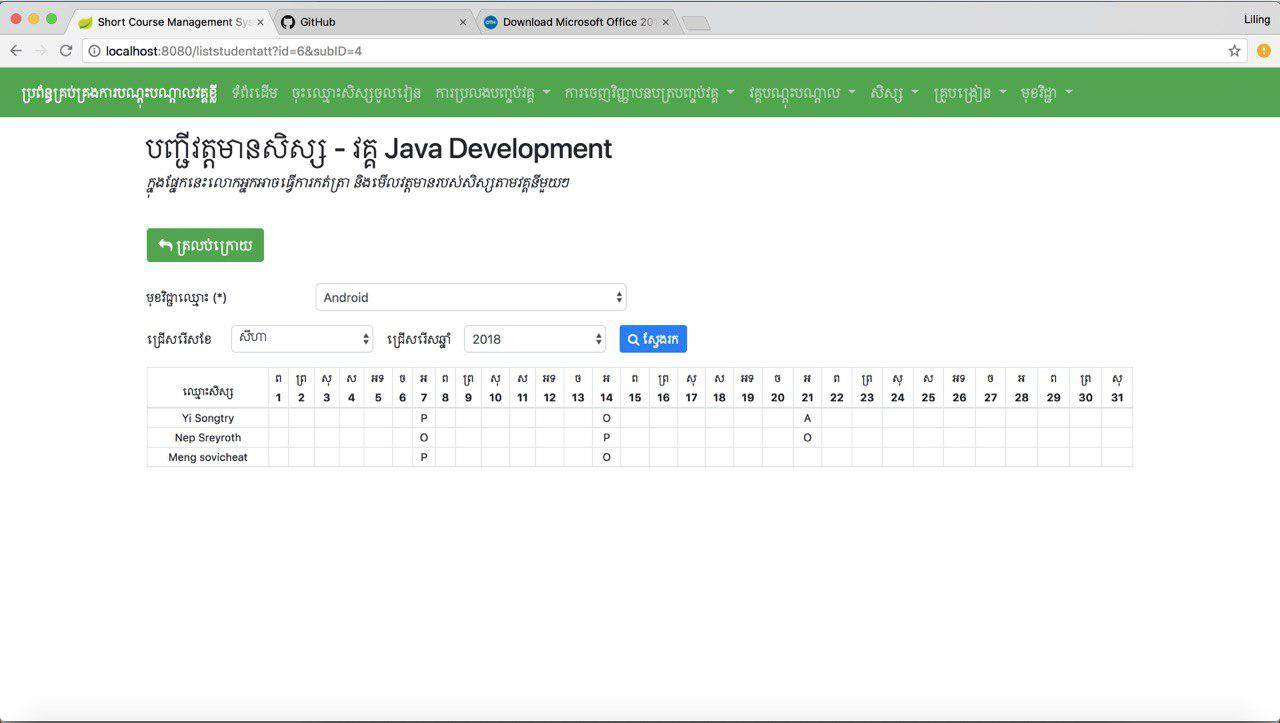 Short Course Management Sys
GitHub
Download Microsoft Office 201
Liling
localhost:8080/liststudentatt?id=6&subID=4
ប្រព័ន្ធគ្រប់គ្រងការបណ្តុះបណ្តាលវគ្គខ្លី ទំព័រដើម ចុះឈ្មោះសិស្សចូលរៀន ការប្រលងបញ្ចប់វគ្គ ការចេញវិញ្ញាបនបត្របញ្ចប់វគ្គ វគ្គបណ្តុះបណ្តាល សិស្ស គ្រូបង្រៀន មុខវិជ្ជា
បញ្ជីវត្តមានសិស្ស - វគ្គ Java Development
ក្នុងផ្នែកនេះលោកអ្នកអាចធ្វើការកត់ត្រា និងមើលវត្តមានរបស់សិស្សតាមវគ្គនីមួយៗ
ត្រលប់ក្រោយ
មុខវិជ្ជាឈ្មោះ (*) Android
ជ្រើសរើសខែ សីហា ជ្រើសរើសឆ្នាំ 2018 ស្វែងរក
ឈ្មោះសិស្ស ព ព្រ សុ ស អទ ច អ ព ព្រ សុ ស អទ ច អ ព ព្រ សុ ស អទ ច អ ព ព្រ សុ ស អទ ច អ ព ព្រ សុ
1 2 3 4 5 6 7 8 9 10 11 12 13 14 15 16 17 18 19 20 21 22 23 24 25 26 27 28 29 30 31
Yi Songtry P O A
Nep Sreyroth O P O
Meng sovicheat P O